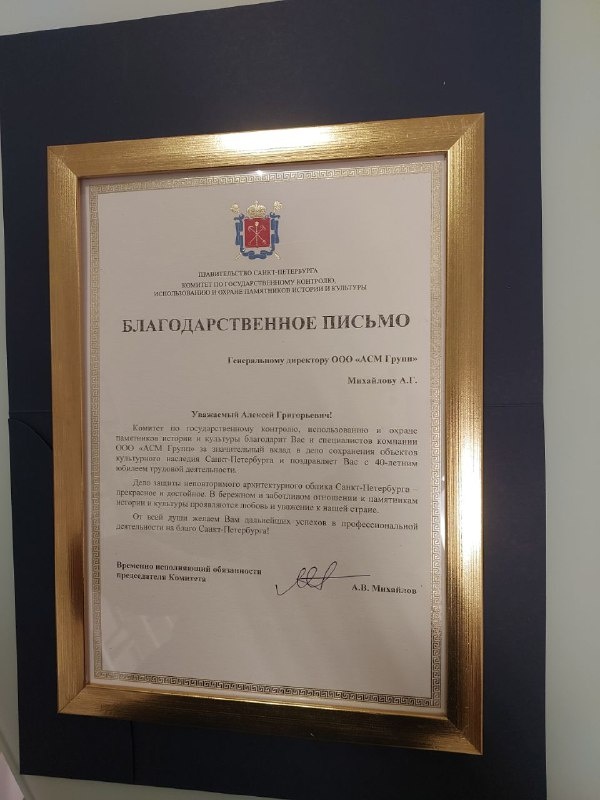 ПРАВИТЕЛЬСТВО САНКТ-ПЕТЕРБУРГА
КОМИТЕТ ПО ГОСУДАРСТВЕННОМУ КОНТРОЛЮ,
ИСПОЛЬЗОВАНИЮ И ОХРАНЕ ПАМЯТНИКОВ ИСТОРИИ И КУЛЬТУРЫ
БЛАГОДАРСТВЕННОЕ ПИСЬМО
Генеральному директору ООО «АСМ Групп»
Михайлову А.Г.
Уважаемый Алексей Григорьевич!
Комитет по государственному контролю, использованию и охране
памятников истории и культуры благодарит Вас и специалистов компании
ООО «АСМ Групп» за значительный вклад в дело сохранения объектов
культурного наследия Санкт-Петербурга и поздравляет Вас с 40-летним
юбилеем трудовой деятельности.
Дело защиты неповторимого архитектурного облика Санкт-Петербурга –
прекрасное и достойное. В бережном и заботливом отношении к памятникам
истории и культуры проявляются любовь и уважение к нашей стране.
От всей души желаем Вам дальнейших успехов в профессиональной
деятельности на благо Санкт-Петербурга!
Временно исполняющий обязанности
председателя Комитета
А.В. Михайлов